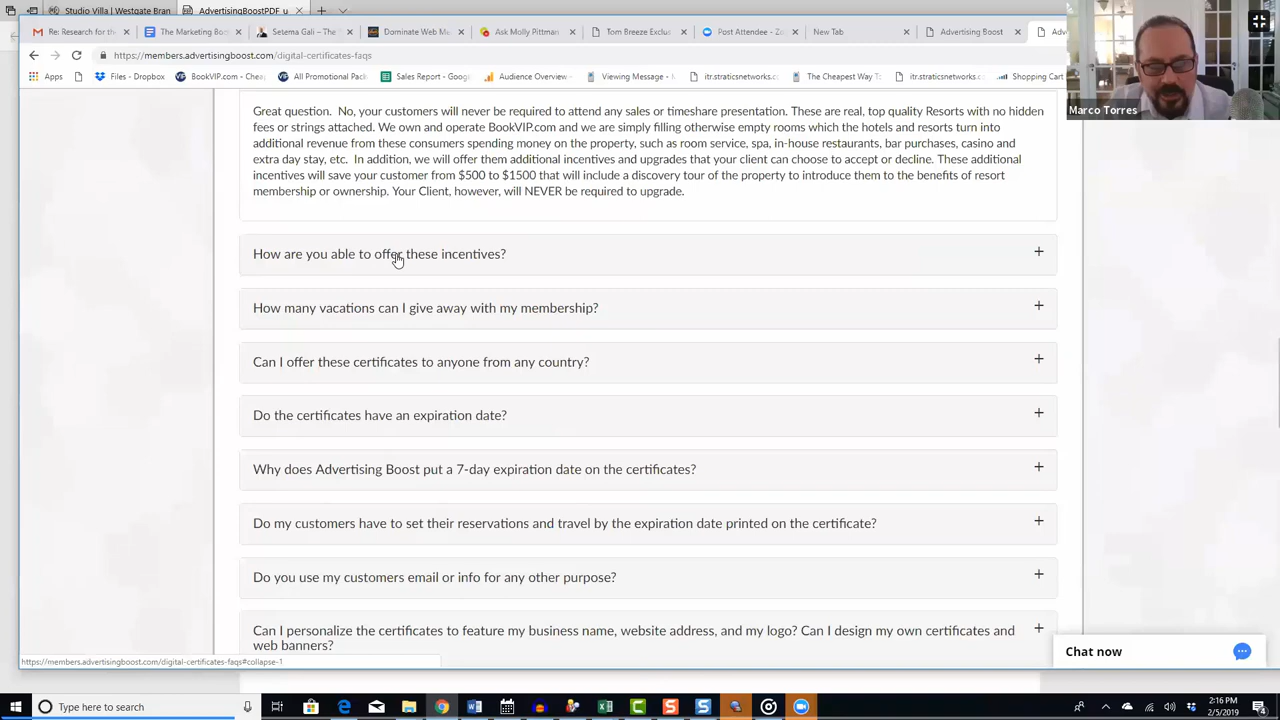 Studio Villa | Westgate Bran
AdvertisingBoostPDF_u
Re: Research for th
The Marketing Boo
Setema Gali – The
Dominate Web Me
Ask Molly Pittman
Tom Breeze Exclus
Post Attendee - Zo
New Tab
Advertising Boost
https://members.advertisingboost.com/digital-certificates-faqs
Apps
Files - Dropbox
BookVIP.com - Chea
All Promotional Pack
Sales Report - Goog
Audience Overview
Viewing Message
itr.straticsnetworks.c
The Cheapest Way To
itr.straticsnetworks.c
Shopping Cart
Marco Torres
Great question. No, your customers will never be required to attend any sales or timeshare presentation. These are real, top quality Resorts with no hidden
fees or strings attached. We own and operate BookVIP.com and we are simply filling otherwise empty rooms which the hotels and resorts turn into
additional revenue from these consumers spending money on the property, such as room service, spa, in-house restaurants, bar purchases, casino and
extra day stay, etc. In addition, we will offer them additional incentives and upgrades that your client can choose to accept or decline. These additional
incentives will save your customer from $500 to $1500 that will include a discovery tour of the property to introduce them to the benefits of resort
membership or ownership. Your Client, however, will NEVER be required to upgrade.
How are you able to offer these incentives?
How many vacations can I give away with my membership?
Can I offer these certificates to anyone from any country?
Do the certificates have an expiration date?
Why does Advertising Boost put a 7-day expiration date on the certificates?
Do my customers have to set their reservations and travel by the expiration date printed on the certificate?
Do you use my customers email or info for any other purpose?
Can I personalize the certificates to feature my business name, website address, and my logo? Can I design my own certificates and
web banners?
Chat now
https://members.advertisingboost.com/digital-certificates-faqs#collapse-1
Type here to search
2:16 PM
2/5/2019